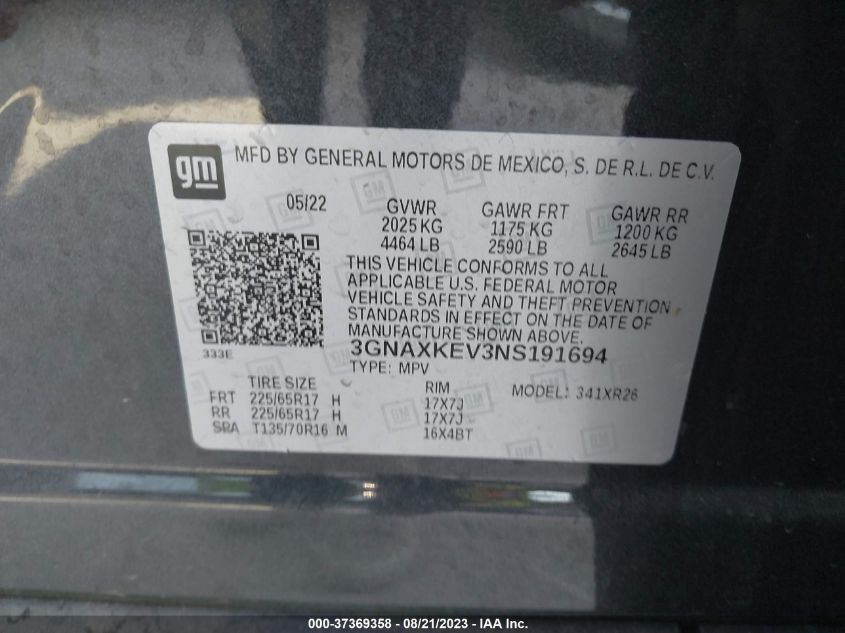 gm MFD BY GENERAL MOTORS DE MEXICO, S. DE R.L. DE C.V.
05/22 GVWR GAWR FRT GAWR RR
2025 KG 1175 KG 1200 KG
4464 LB 2590 LB 2645 LB
THIS VEHICLE CONFORMS TO ALL
APPLICABLE U.S. FEDERAL MOTOR
VEHICLE SAFETY AND THEFT PREVENTION
STANDARDS IN EFFECT ON THE DATE OF
MANUFACTURE SHOWN ABOVE.
333E 3GNAXKEV3NS191694
TYPE: MPV
TIRE SIZE RIM MODEL: 341XR26
FRT 225/65R17 H 17X7J
RR 225/65R17 H 17X7J
SPA T135/70R16 M 16X4BT
000-37369358 - 08/21/2023 - IAA Inc.